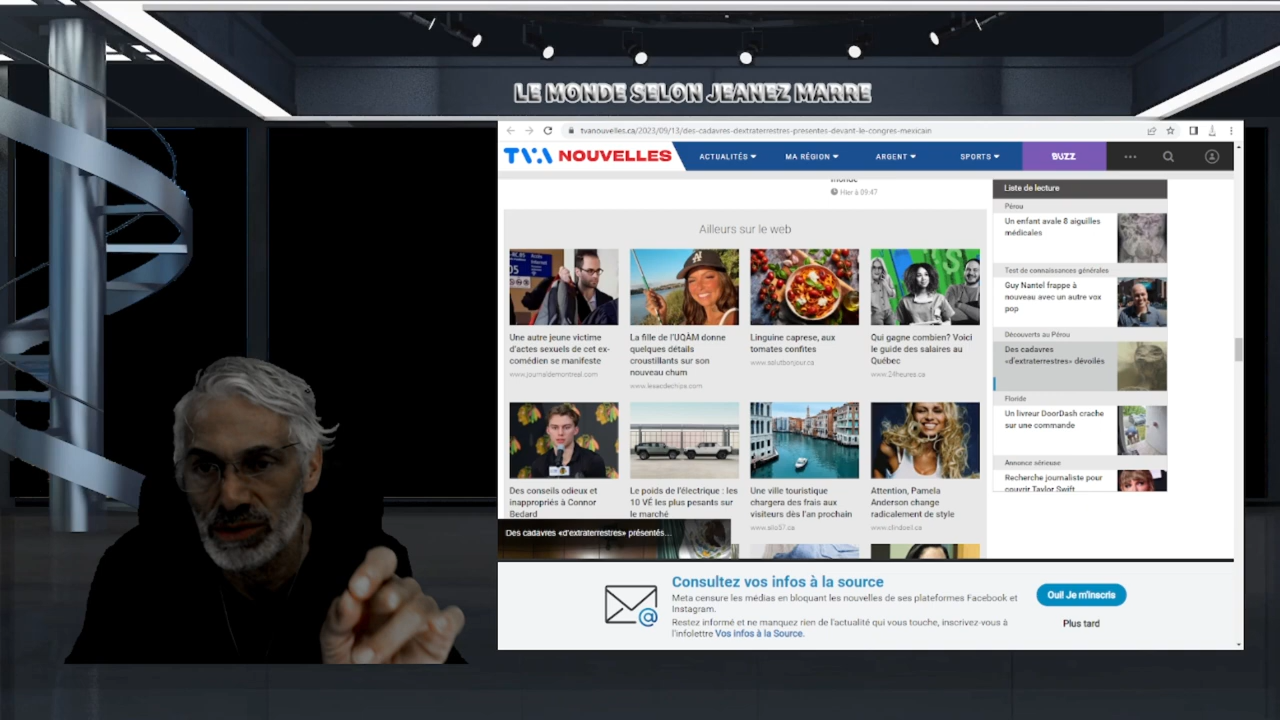 LE MONDE SELON JEANEZ MARRE
tvanouvelles.ca/2023/09/13/des-cadavres-dextraterrestres-presentes-devant-le-congres-mexicain
TVA NOUVELLES
ACTUALITÉS
MA RÉGION
ARGENT
SPORTS
BUZZ
monde
Hier à 09:47
Ailleurs sur le web
Une autre jeune victime
d'actes sexuels de cet ex-
comédien se manifeste
www.journaldemontreal.com
La fille de l'UQÀM donne
quelques détails
croustillants sur son
nouveau chum
www.lesacdechips.com
Linguine caprese, aux
tomates confites
www.salutbonjour.ca
Qui gagne combien? Voici
le guide des salaires au
Québec
www.24heures.ca
Des conseils odieux et
inappropriés à Connor
Bedard
Le poids de l'électrique : les
10 VÉ les plus pesants sur
le marché
Une ville touristique
chargera des frais aux
visiteurs dès l'an prochain
www.silo57.ca
Attention, Pamela
Anderson change
radicalement de style
www.clindoeil.ca
Des cadavres «d'extraterrestres» présentés...
Liste de lecture
Pérou
Un enfant avale 8 aiguilles
médicales
Test de connaissances générales
Guy Nantel frappe à
nouveau avec un autre vox
pop
Découverts au Pérou
Des cadavres
«d'extraterrestres» dévoilés
Floride
Un livreur DoorDash crache
sur une commande
Annonce sérieuse
Recherche journaliste pour
couvrir Taylor Swift
Consultez vos infos à la source
Meta censure les médias en bloquant les nouvelles de ses plateformes Facebook et
Instagram.
Restez informé et ne manquez rien de l'actualité qui vous touche, inscrivez-vous à
l'infolettre Vos infos à la Source.
Oui! Je m'inscris
Plus tard